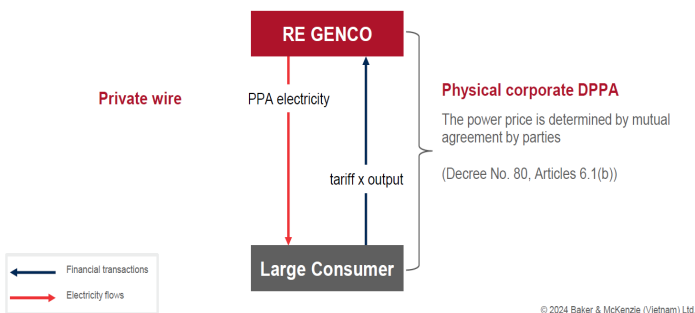 RE GENCO
Private wire
PPA electricity
Physical corporate DPPA
The power price is determined by mutual
agreement by parties
(Decree No. 80, Articles 6.1(b))
tariff x output
Large Consumer
Financial transactions
Electricity flows
© 2024 Baker & McKenzie (Vietnam) Ltd